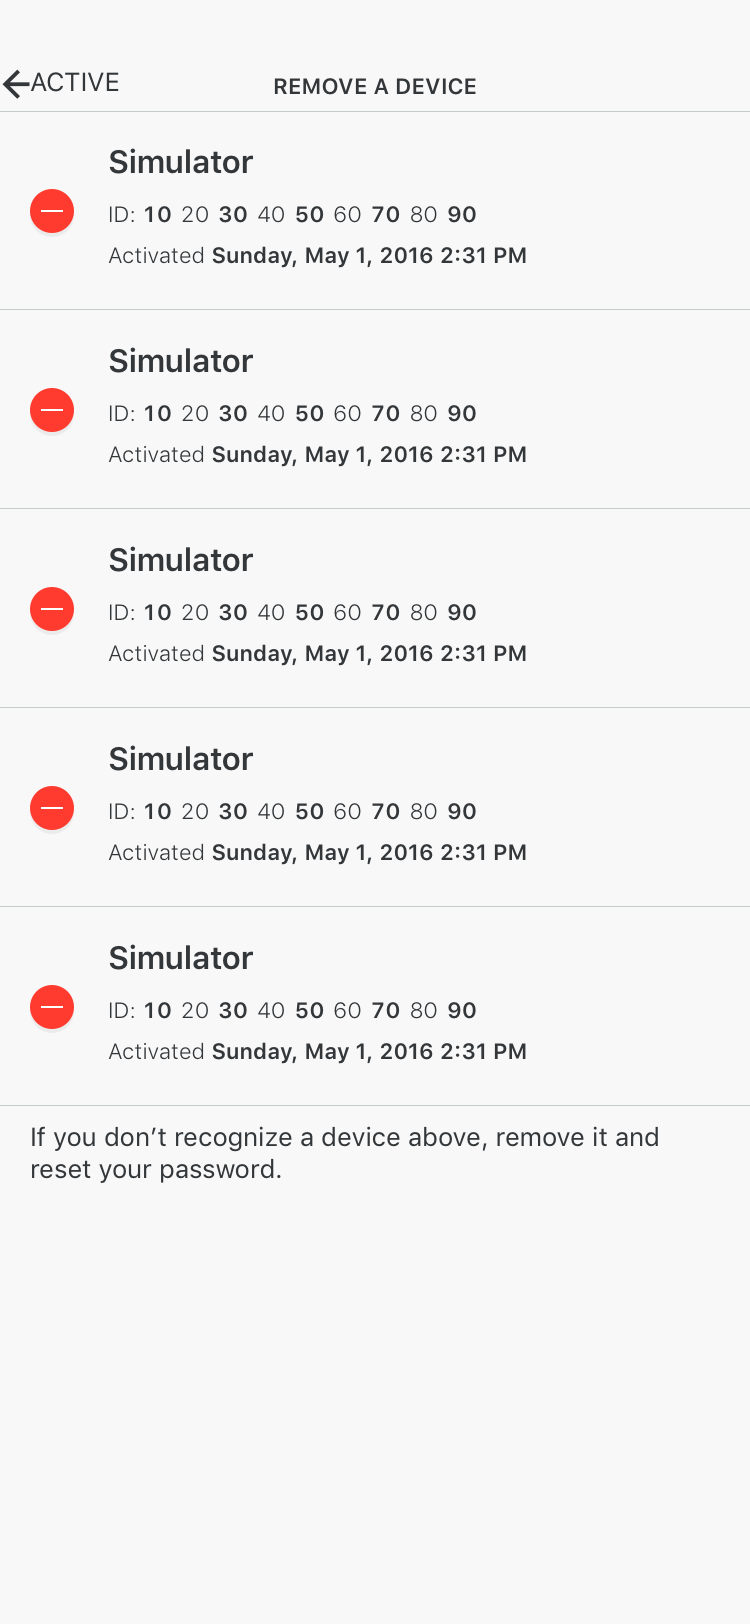 ACTIVE
REMOVE A DEVICE
Simulator
ID: 10 20 30 40 50 60 70 80 90
Activated Sunday, May 1, 2016 2:31 PM
Simulator
ID: 10 20 30 40 50 60 70 80 90
Activated Sunday, May 1, 2016 2:31 PM
Simulator
ID: 10 20 30 40 50 60 70 80 90
Activated Sunday, May 1, 2016 2:31 PM
Simulator
ID: 10 20 30 40 50 60 70 80 90
Activated Sunday, May 1, 2016 2:31 PM
Simulator
ID: 10 20 30 40 50 60 70 80 90
Activated Sunday, May 1, 2016 2:31 PM
If you don’t recognize a device above, remove it and
reset your password.